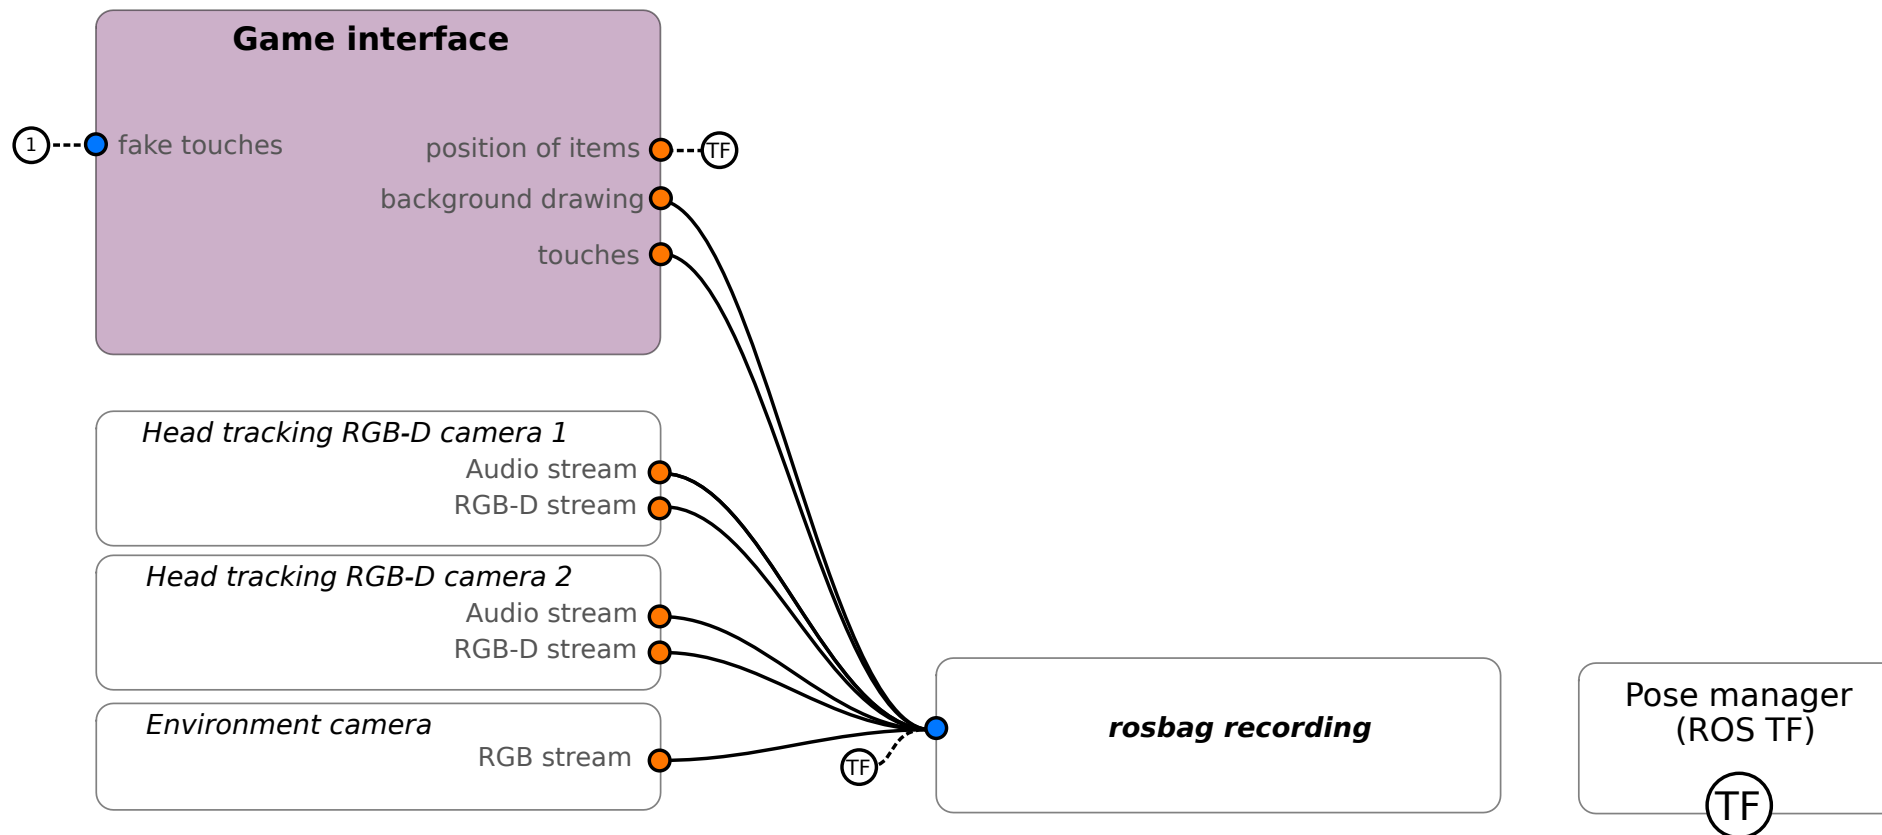 Game interface
1
fake touches
position of items
TF
background drawing
touches
Head tracking RGB-D camera 1
Audio stream
RGB-D stream
Head tracking RGB-D camera 2
Audio stream
RGB-D stream
Environment camera
RGB stream
TF
rosbag recording
Pose manager
(ROS TF)
TF